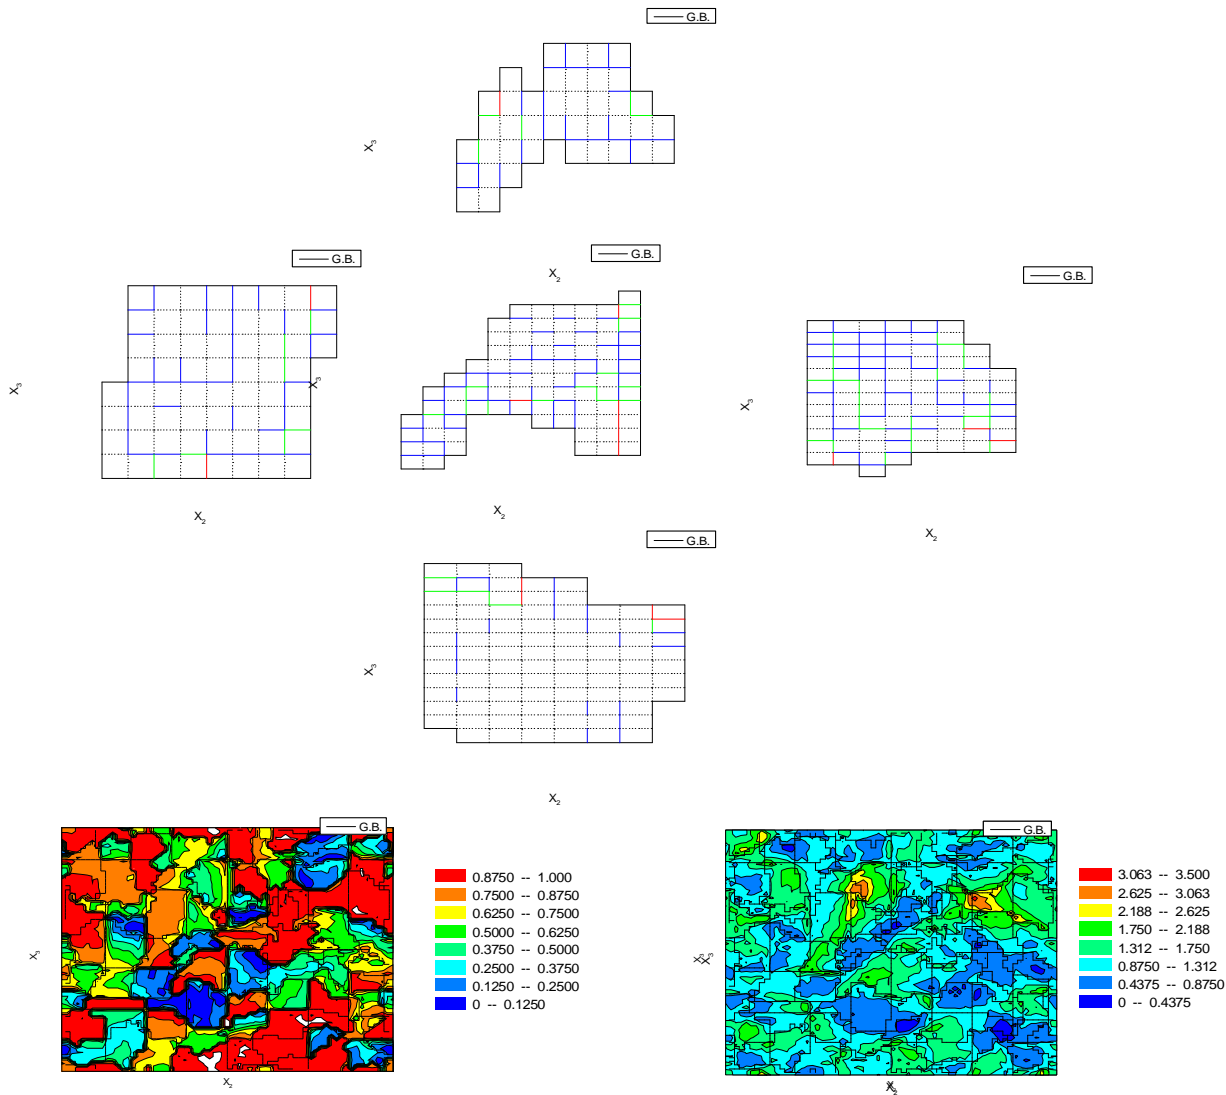 G.B.
X3
X2
G.B.
G.B.
G.B.
X3
X3
X3
X2
X2
X2
G.B.
X3
X2
G.B.
0.8750 -- 1.000
0.7500 -- 0.8750
0.6250 -- 0.7500
0.5000 -- 0.6250
0.3750 -- 0.5000
0.2500 -- 0.3750
0.1250 -- 0.2500
0 -- 0.1250
X3
X2
G.B.
3.063 -- 3.500
2.625 -- 3.063
2.188 -- 2.625
1.750 -- 2.188
1.312 -- 1.750
0.8750 -- 1.312
0.4375 -- 0.8750
0 -- 0.4375
X3
X3
X2